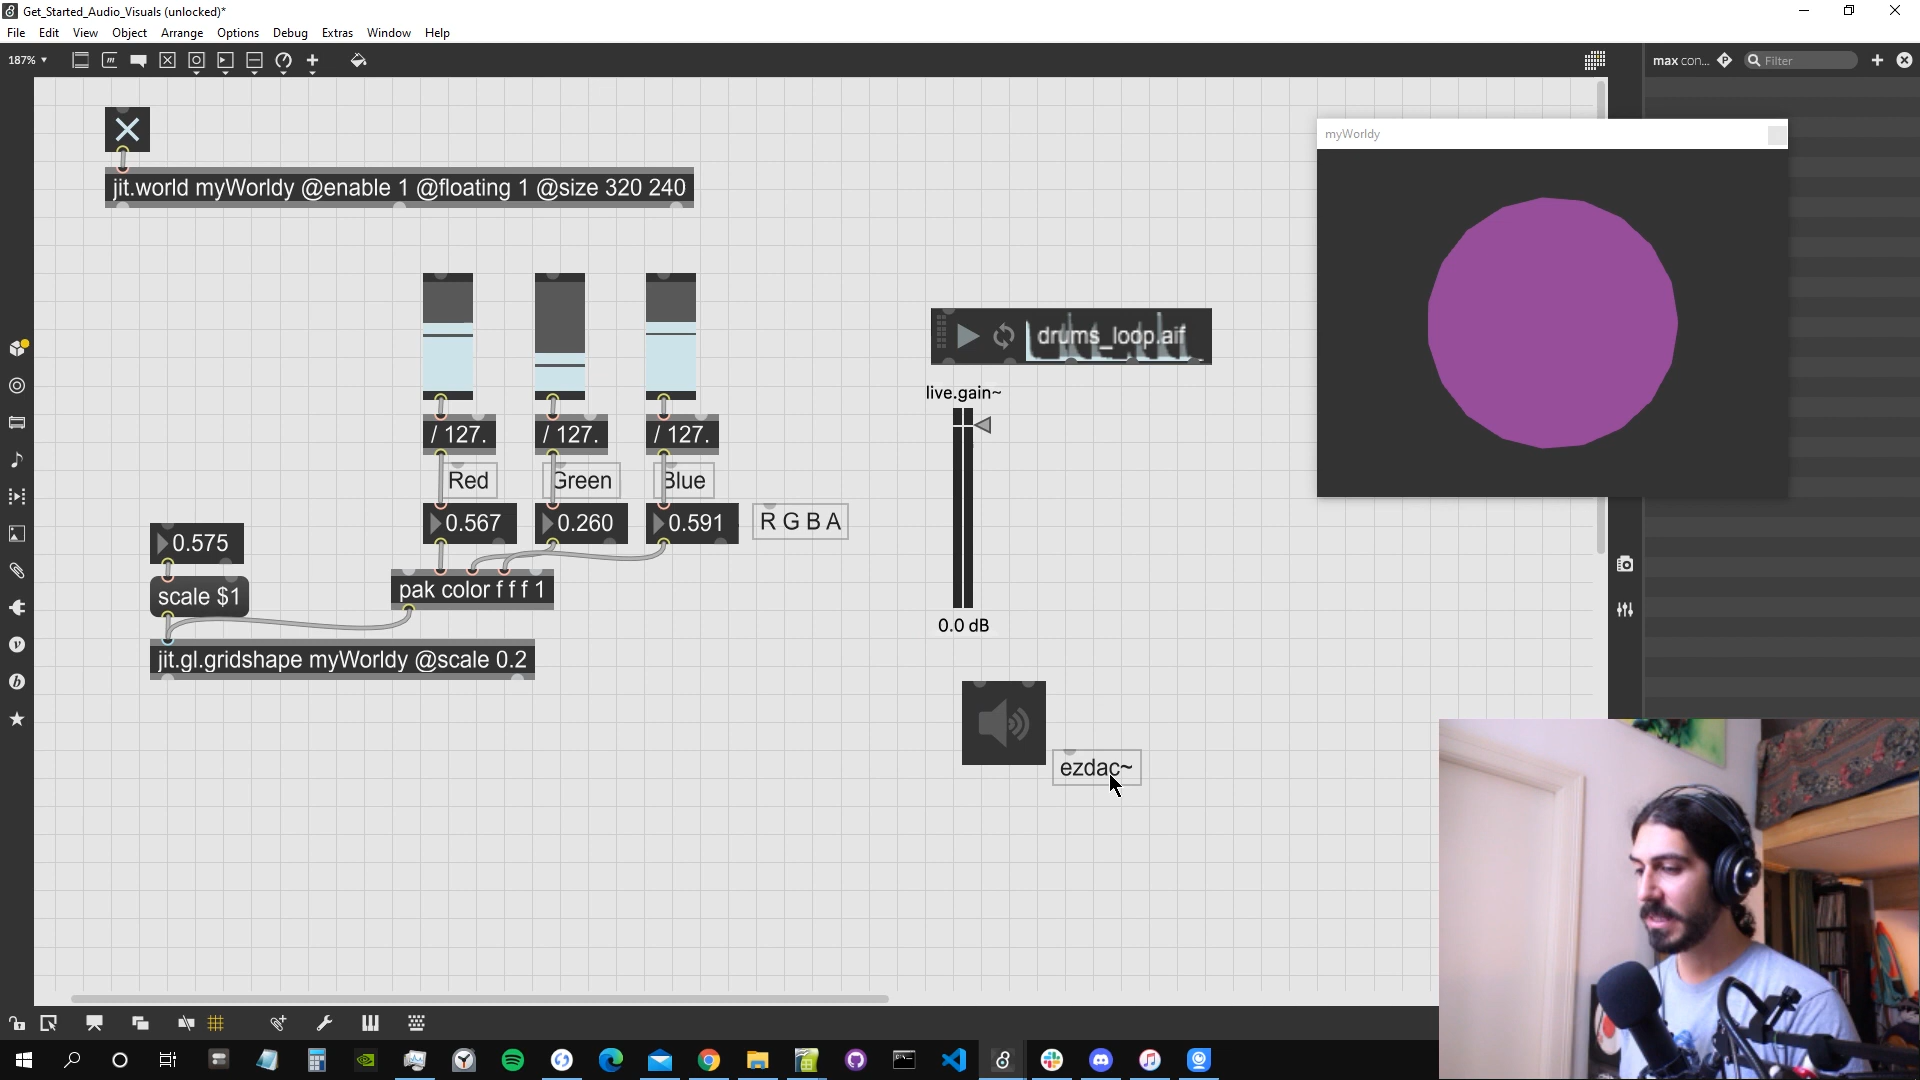 Get_Started_Audio_Visuals (unlocked)*
File Edit View Object Arrange Options Debug Extras Window Help
187%
max con...
Filter
jit.world myWorldy @enable 1 @floating 1 @size 320 240
myWorldy
drums_loop.aif
live.gain~
/ 127.
/ 127.
/ 127.
Red
Green
Blue
0.567
0.260
0.591
R G B A
0.575
scale $1
pak color f f f 1
0.0 dB
jit.gl.gridshape myWorldy @scale 0.2
ezdac~